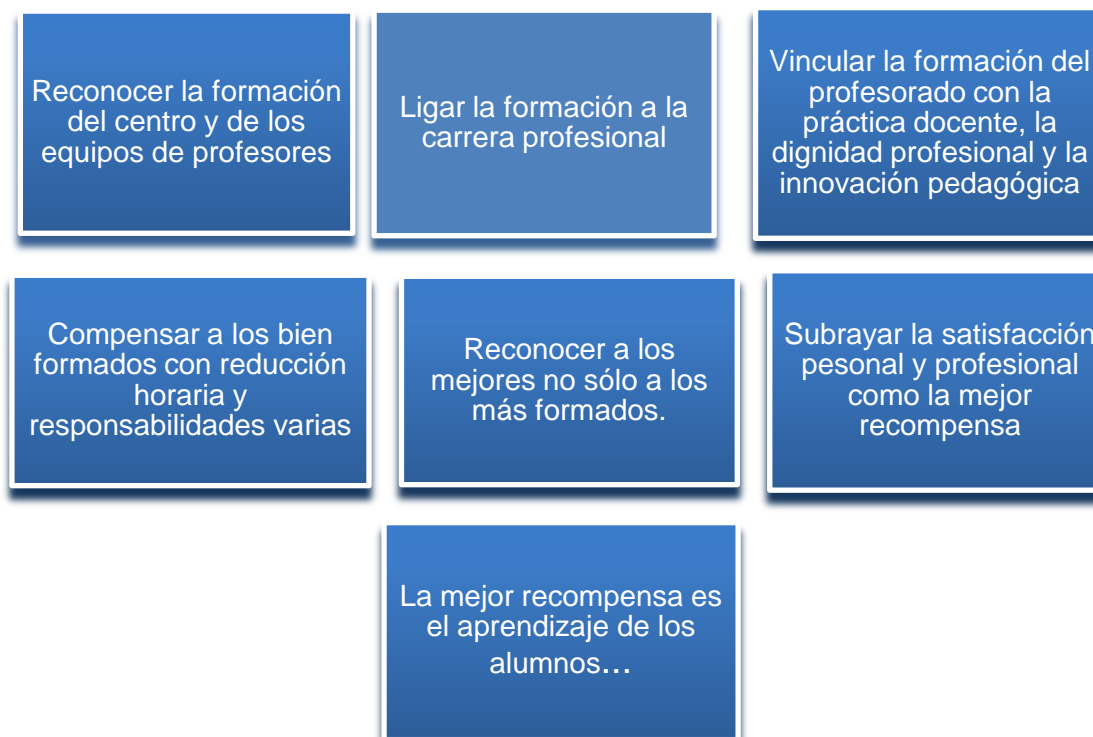 Reconocer la formación
del centro y de los
equipos de profesores
Ligar la formación a la
carrera profesional
Vincular la formación del
profesorado con la
práctica docente, la
dignidad profesional y la
innovación pedagógica
Compensar a los bien
formados con reducción
horaria y
responsabilidades varias
Reconocer a los
mejores no sólo a los
más formados.
Subrayar la satisfacción
pesonal y profesional
como la mejor
recompensa
La mejor recompensa es
el aprendizaje de los
alumnos...